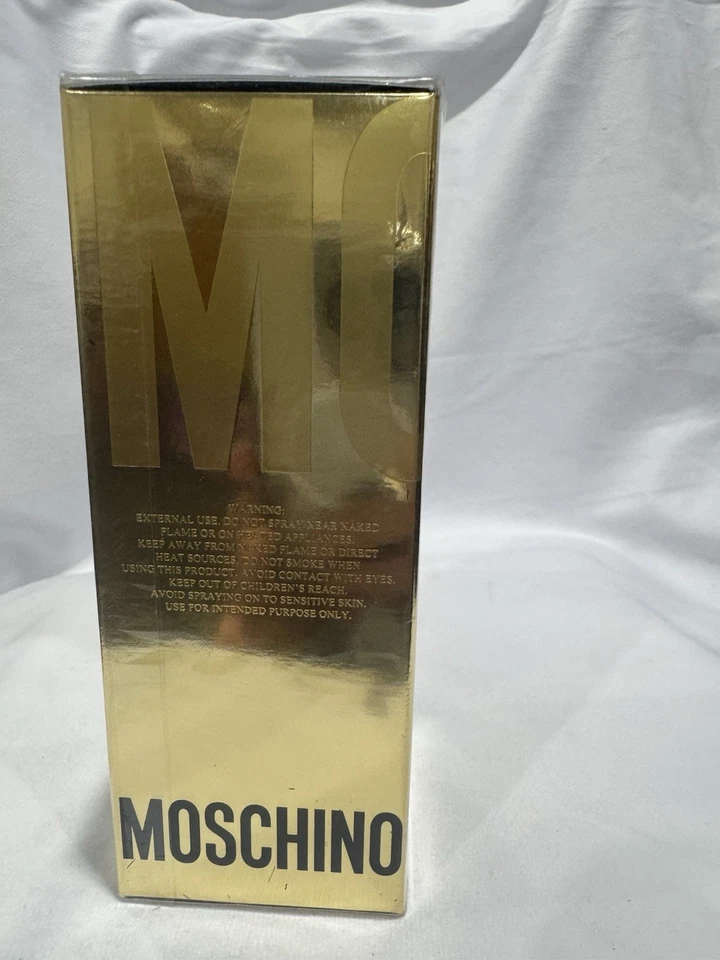 MO
WARNING:
EXTERNAL USE. DO NOT SPRAY NEAR NAKED
FLAME OR ON HEATED APPLIANCES.
KEEP AWAY FROM NAKED FLAME OR DIRECT
HEAT SOURCES. DO NOT SMOKE WHEN
USING THIS PRODUCT. AVOID CONTACT WITH EYES.
KEEP OUT OF CHILDREN'S REACH.
AVOID SPRAYING ON TO SENSITIVE SKIN.
USE FOR INTENDED PURPOSE ONLY.
MOSCHINO